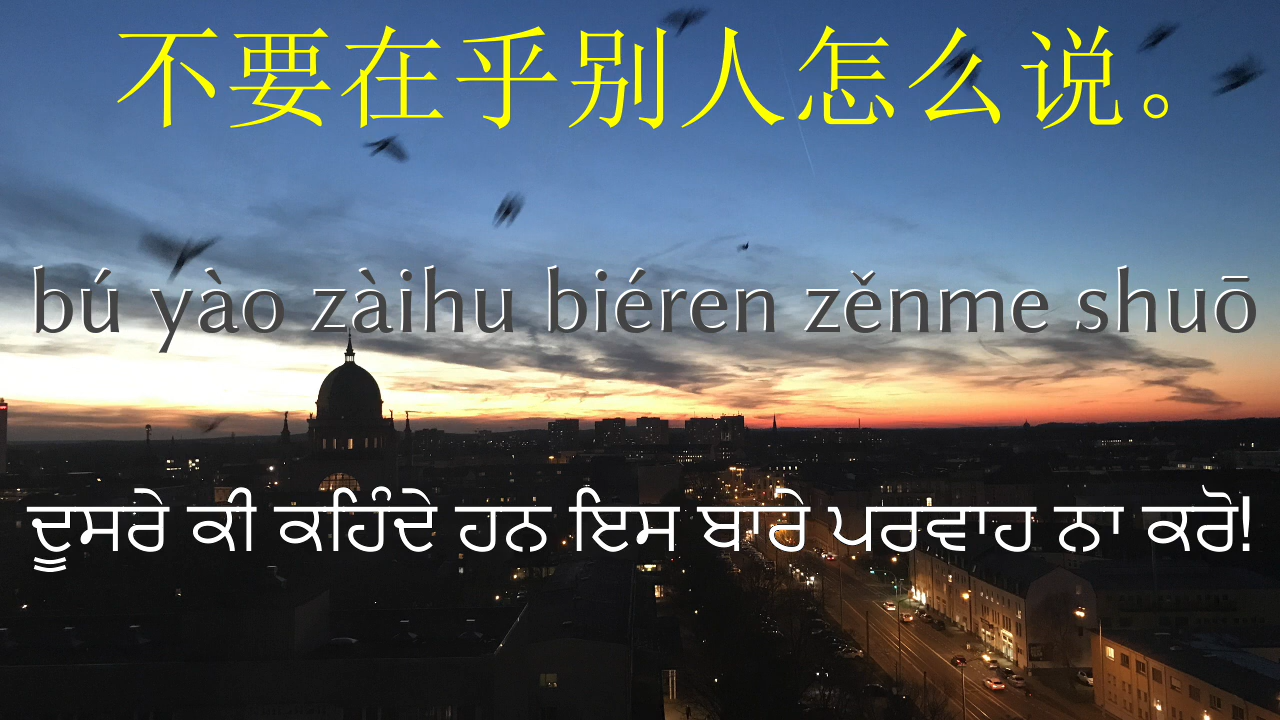 不要在乎别人怎么说。
bú yào zàihu biéren zěnme shuō
ਦੂਸਰੇ ਕੀ ਕਹਿੰਦੇ ਹਨ ਇਸ ਬਾਰੇ ਪਰਵਾਹ ਨਾ ਕਰੋ!